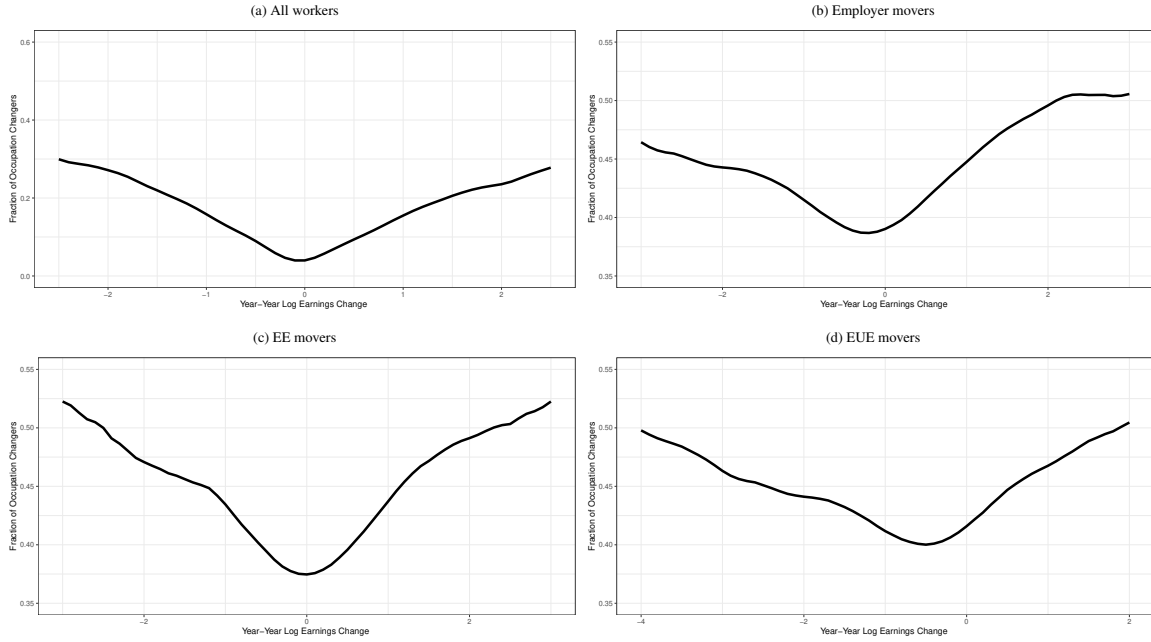 (a) All workers
0.6
0.4
0.2
0.0
Fraction of Occupation Changers
−2
−1
0
1
2
Year−Year Log Earnings Change
(b) Employer movers
0.55
0.50
0.45
0.40
0.35
Fraction of Occupation Changers
−2
0
2
Year−Year Log Earnings Change
(c) EE movers
0.55
0.50
0.45
0.40
0.35
Fraction of Occupation Changers
−2
0
2
Year−Year Log Earnings Change
(d) EUE movers
0.55
0.50
0.45
0.40
0.35
Fraction of Occupation Changers
−4
−2
0
2
Year−Year Log Earnings Change